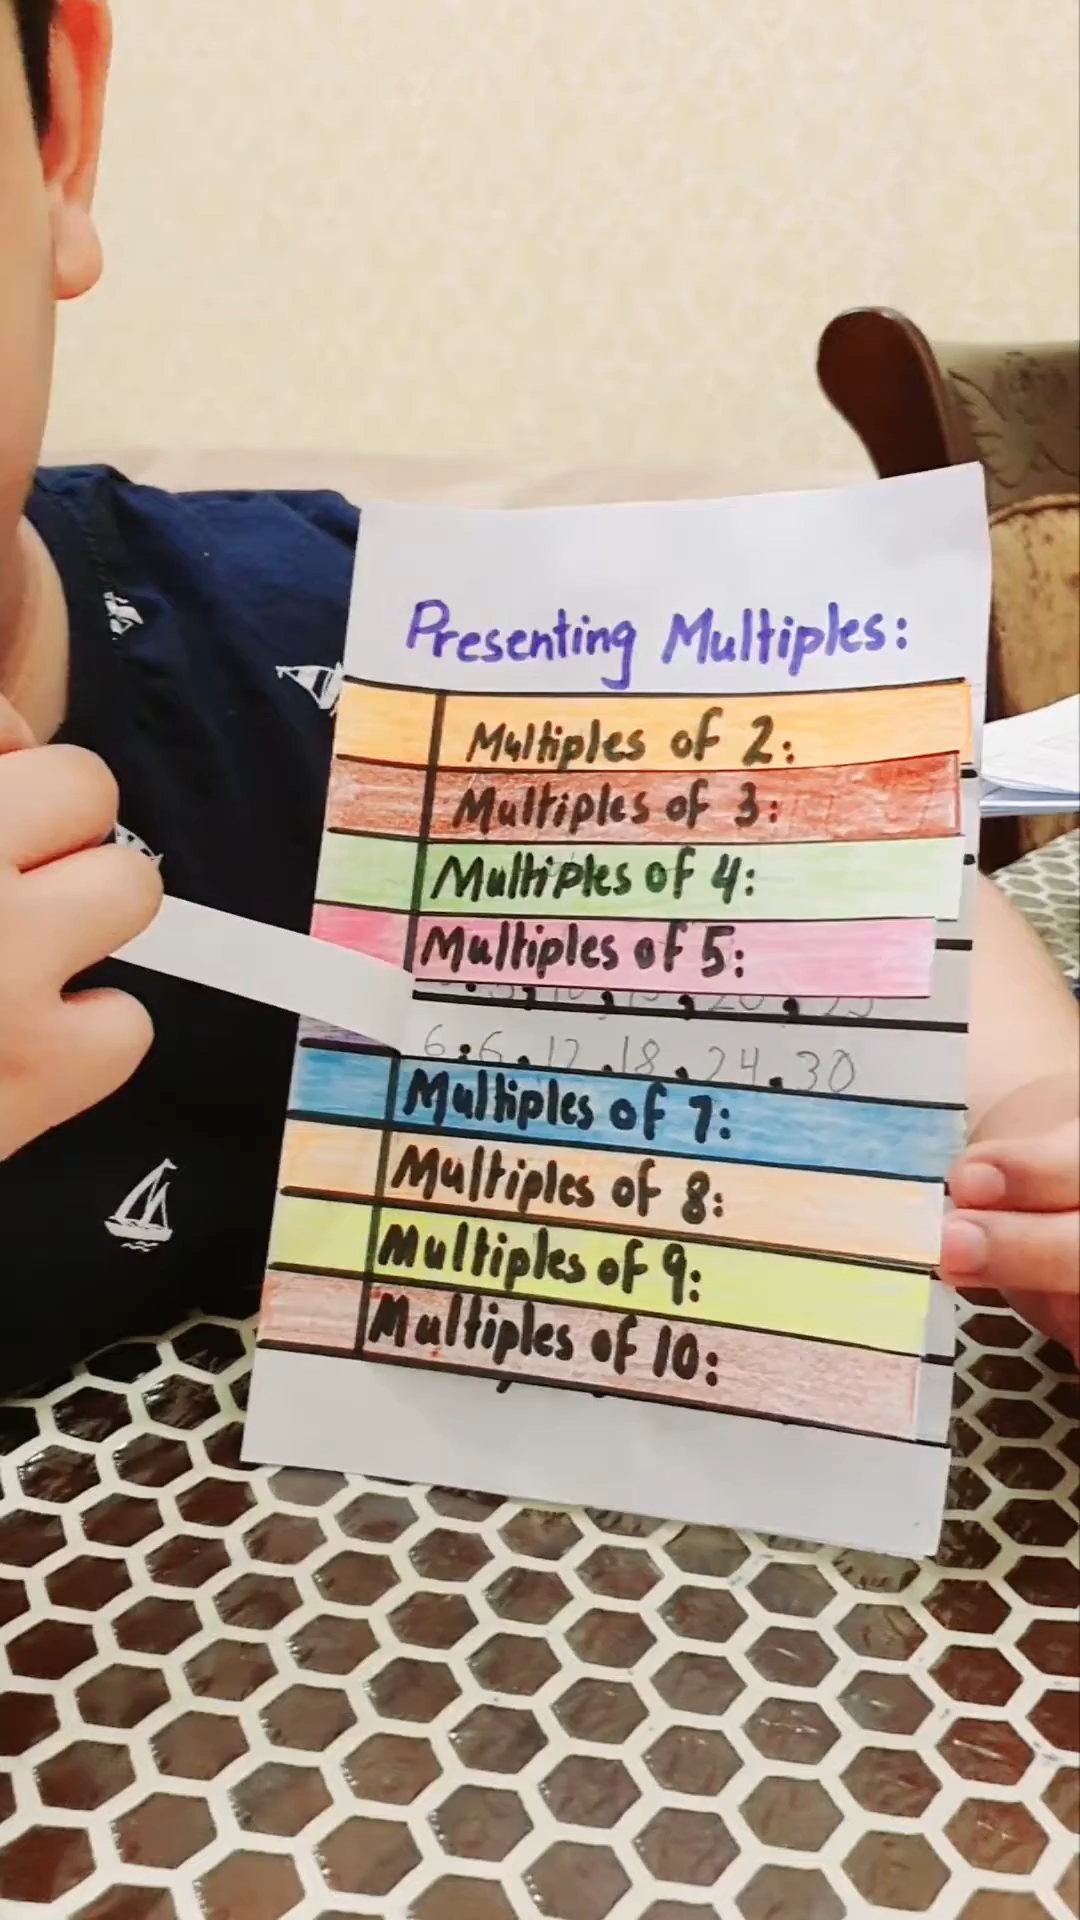 Presenting Multiples:
Multiples of 2:
Multiples of 3:
Multiples of 4:
Multiples of 5:
6:6,12,18,24,30
Multiples of 7:
Multiples of 8:
Multiples of 9:
Multiples of 10: